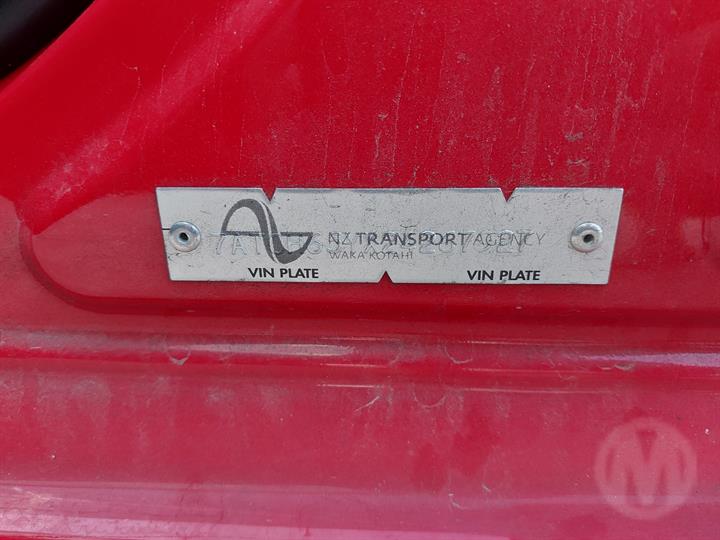 NZ TRANSPORT AGENCY
WAKA KOTAHI
VIN PLATE VIN PLATE
M